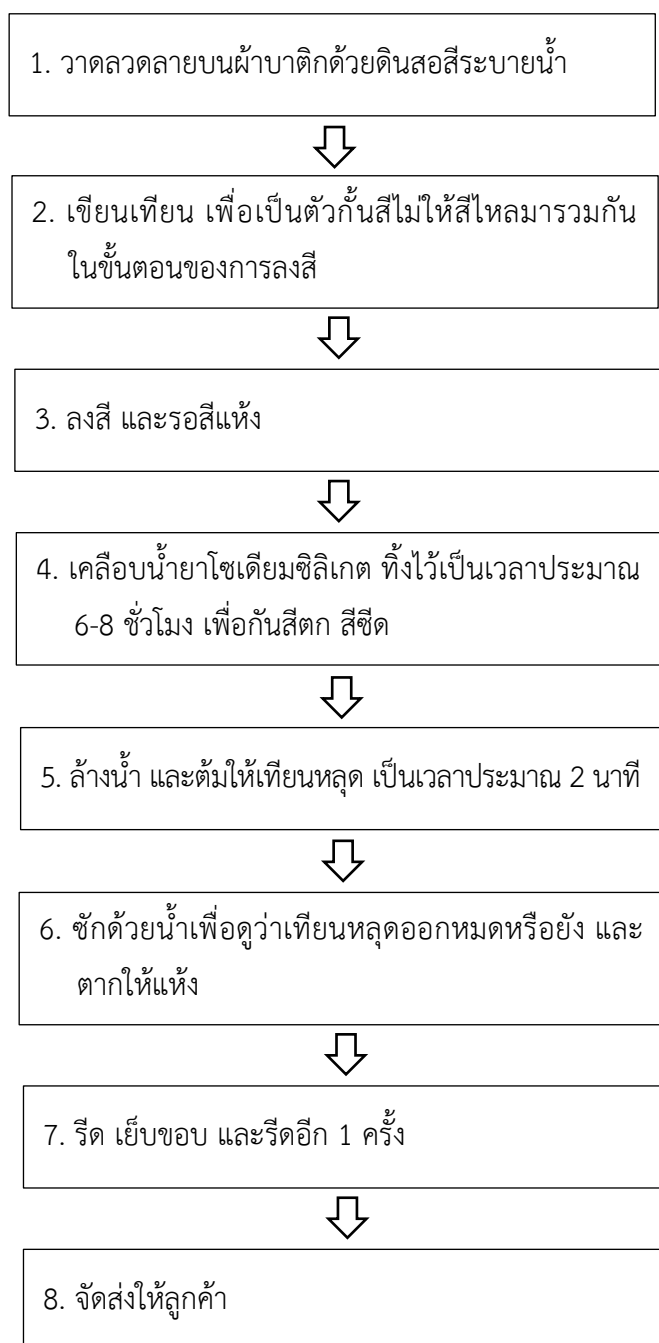 1. วาดลวดลายบนผ้าบาติกด้วยดินสอสีระบายน้ำ
2. เขียนเทียน เพื่อเป็นตัวกั้นสีไม่ให้สีไหลมารวมกัน
ในขั้นตอนของการลงสี
3. ลงสี และรอสีแห้ง
4. เคลือบน้ำยาโซเดียมซิลิเกต ทิ้งไว้เป็นเวลาประมาณ
6-8 ชั่วโมง เพื่อกันสีตก สีซีด
5. ล้างน้ำ และต้มให้เทียนหลุด เป็นเวลาประมาณ 2 นาที
6. ซักด้วยน้ำเพื่อดูว่าเทียนหลุดออกหมดหรือยัง และ
ตากให้แห้ง
7. รีด เย็บขอบ และรีดอีก 1 ครั้ง
8. จัดส่งให้ลูกค้า